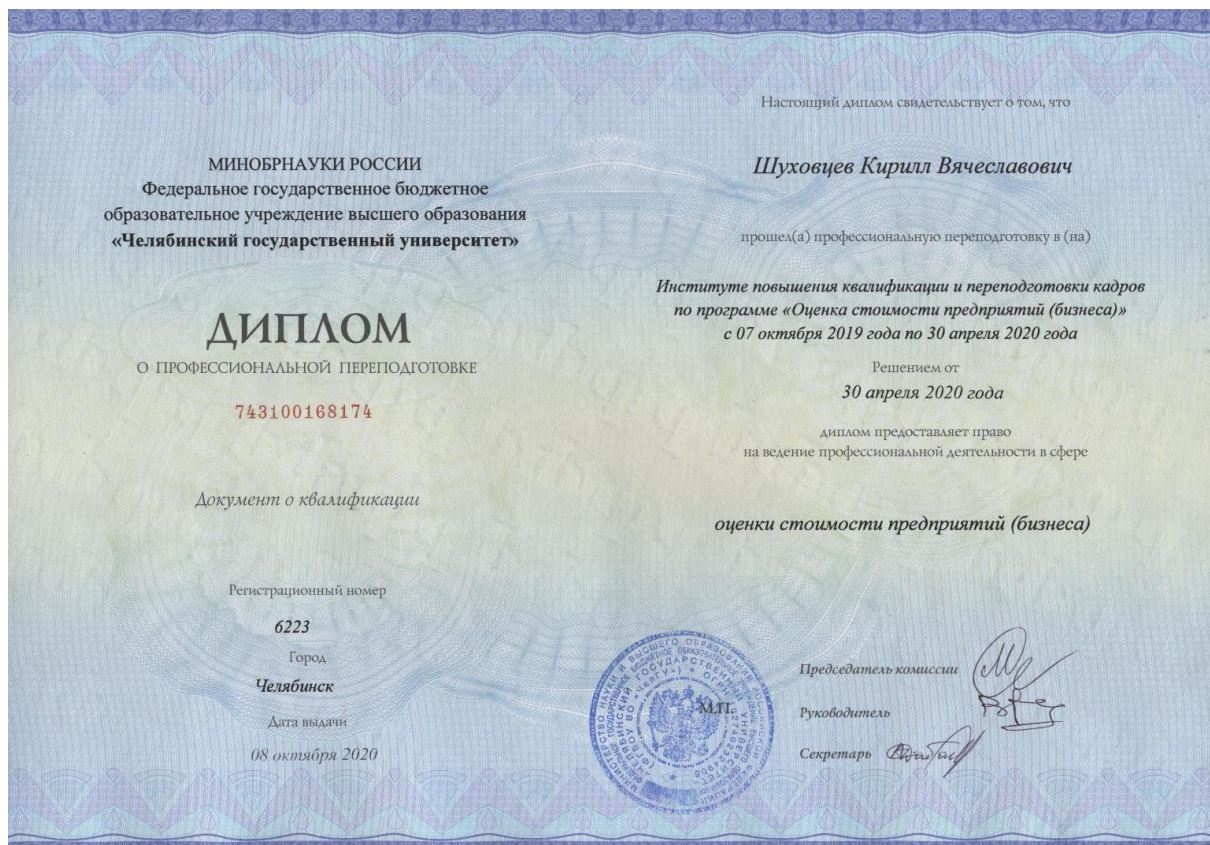 МИНОБРНАУКИ РОССИИ
Федеральное государственное бюджетное
образовательное учреждение высшего образования
«Челябинский государственный университет»
ДИПЛОМ
О ПРОФЕССИОНАЛЬНОЙ ПЕРЕПОДГОТОВКЕ
743100168174
Документ о квалификации
Регистрационный номер
6223
Город
Челябинск
Дата выдачи
08 октября 2020
Настоящий диплом свидетельствует о том, что
Шуховцев Кирилл Вячеславович
прошел(а) профессиональную переподготовку в (на)
Институте повышения квалификации и переподготовки кадров
по программе «Оценка стоимости предприятий (бизнеса)»
с 07 октября 2019 года по 30 апреля 2020 года
Решением от
30 апреля 2020 года
диплом предоставляет право
на ведение профессиональной деятельности в сфере
оценки стоимости предприятий (бизнеса)
М.П.
Председатель комиссии
Руководитель
Секретарь